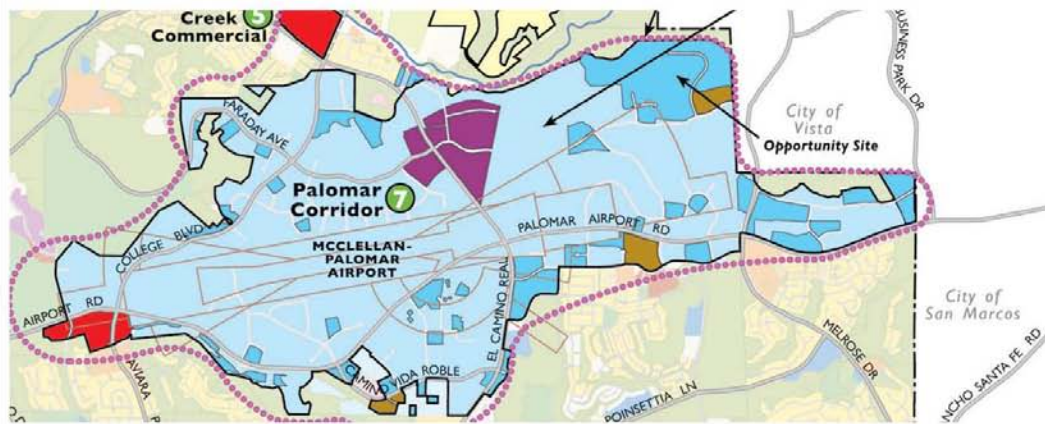 Creek 5
Commercial
BUSINESS PARK DR
FARADAY AVE
City of
Vista
Opportunity Site
Palomar
Corridor 7
COLLEGE BLVD
PALOMAR AIRPORT RD
MCCLELLAN-
PALOMAR
AIRPORT
EL CAMINO REAL
AIRPORT RD
City of
San Marcos
AVIARA
CAMINO VIDA ROBLE
MELROSE DR
POINSETTIA LN
NCHO SANTA FE RD